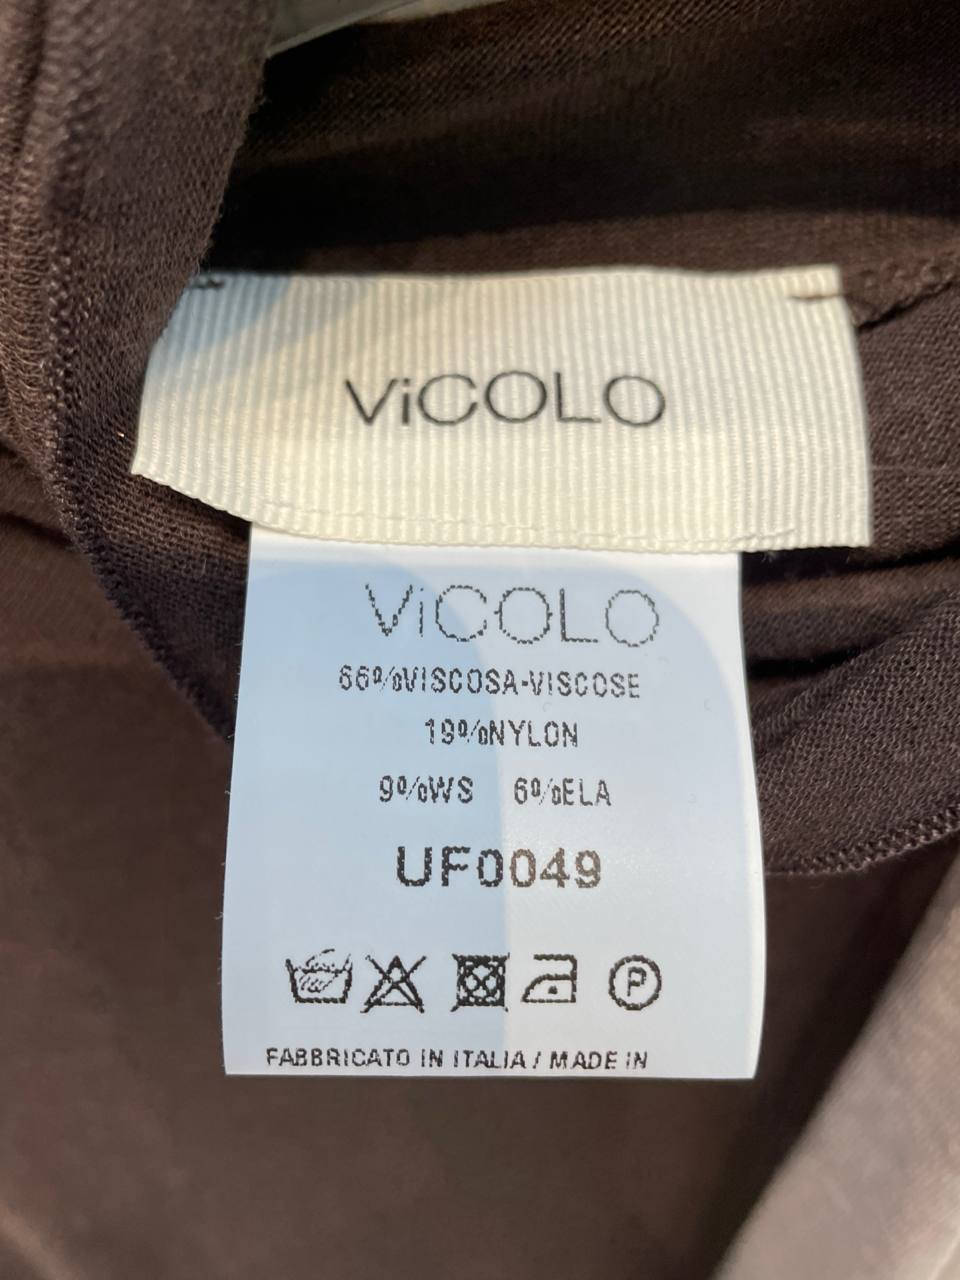 ViCOLO
ViCOLO
66%VISCOSA-VISCOSE
19%NYLON
9%WS 6%ELA
UF0049
P
FABBRICATO IN ITALIA / MADE IN